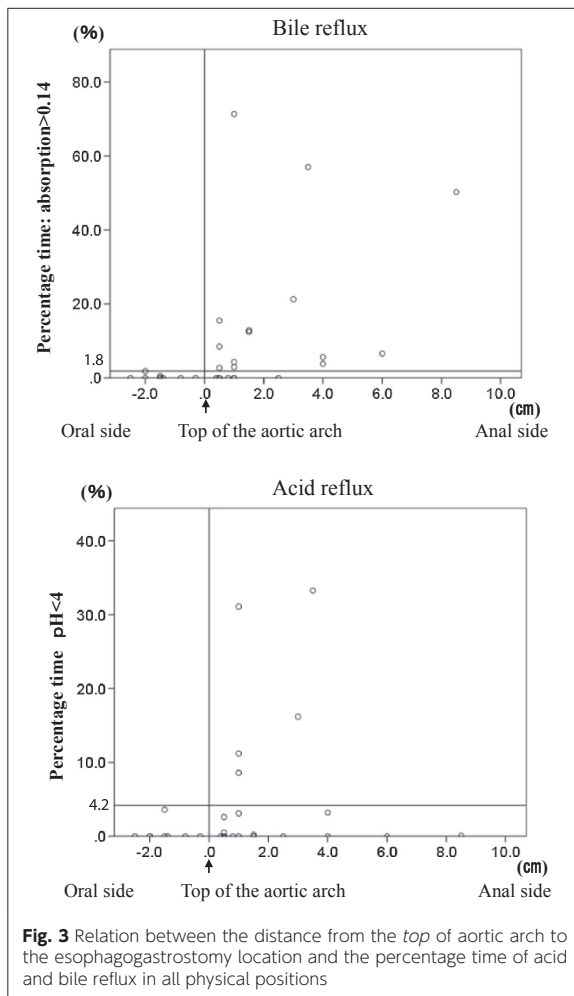 (%)
Bile reflux
Percentage time: absorption>0.14
80.0
60.0
40.0
20.0
1.8
.0
-2.0 .0 2.0 4.0 6.0 8.0 10.0
(cm)
Oral side Top of the aortic arch Anal side
(%)
Acid reflux
Percentage time pH<4
40.0
30.0
20.0
10.0
4.2
.0
-2.0 .0 2.0 4.0 6.0 8.0 10.0
(cm)
Oral side Top of the aortic arch Anal side
Fig. 3 Relation between the distance from the top of aortic arch to
the esophagogastrostomy location and the percentage time of acid
and bile reflux in all physical positions